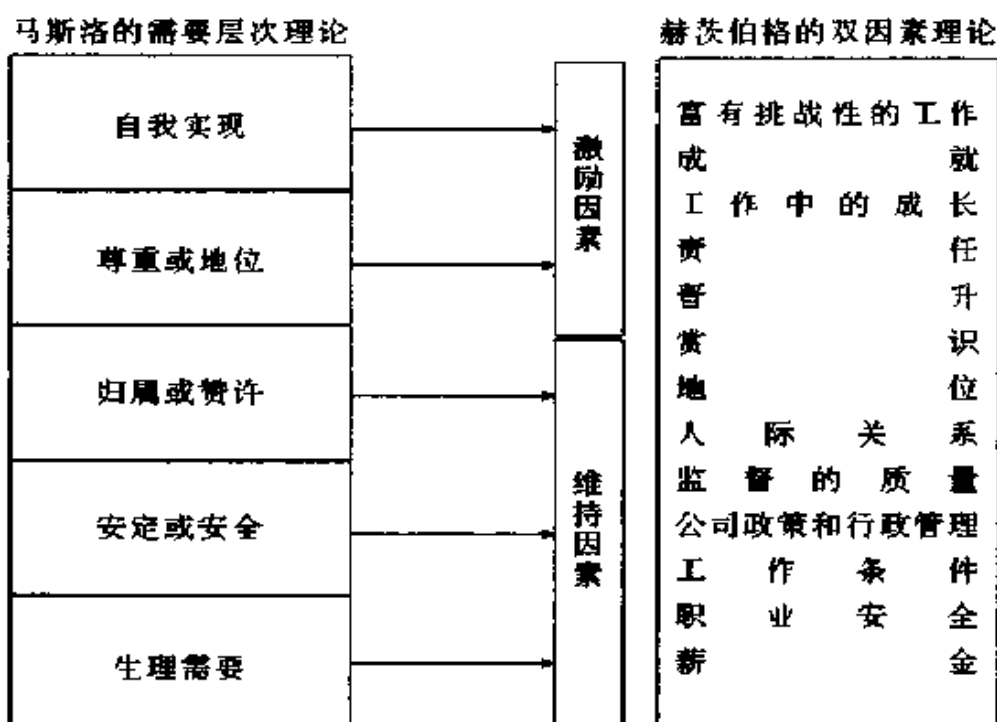 马斯洛的需要层次理论
自我实现
尊重或地位
归属或赞许
安定或安全
生理需要
激励因素
维持因素
赫茨伯格的双因素理论
富有挑战性的工作
成就
工作中的成长
责任
晋升
赏识
地位
人际关系
监督的质量
公司政策和行政管理
工作条件
职业安全
薪金